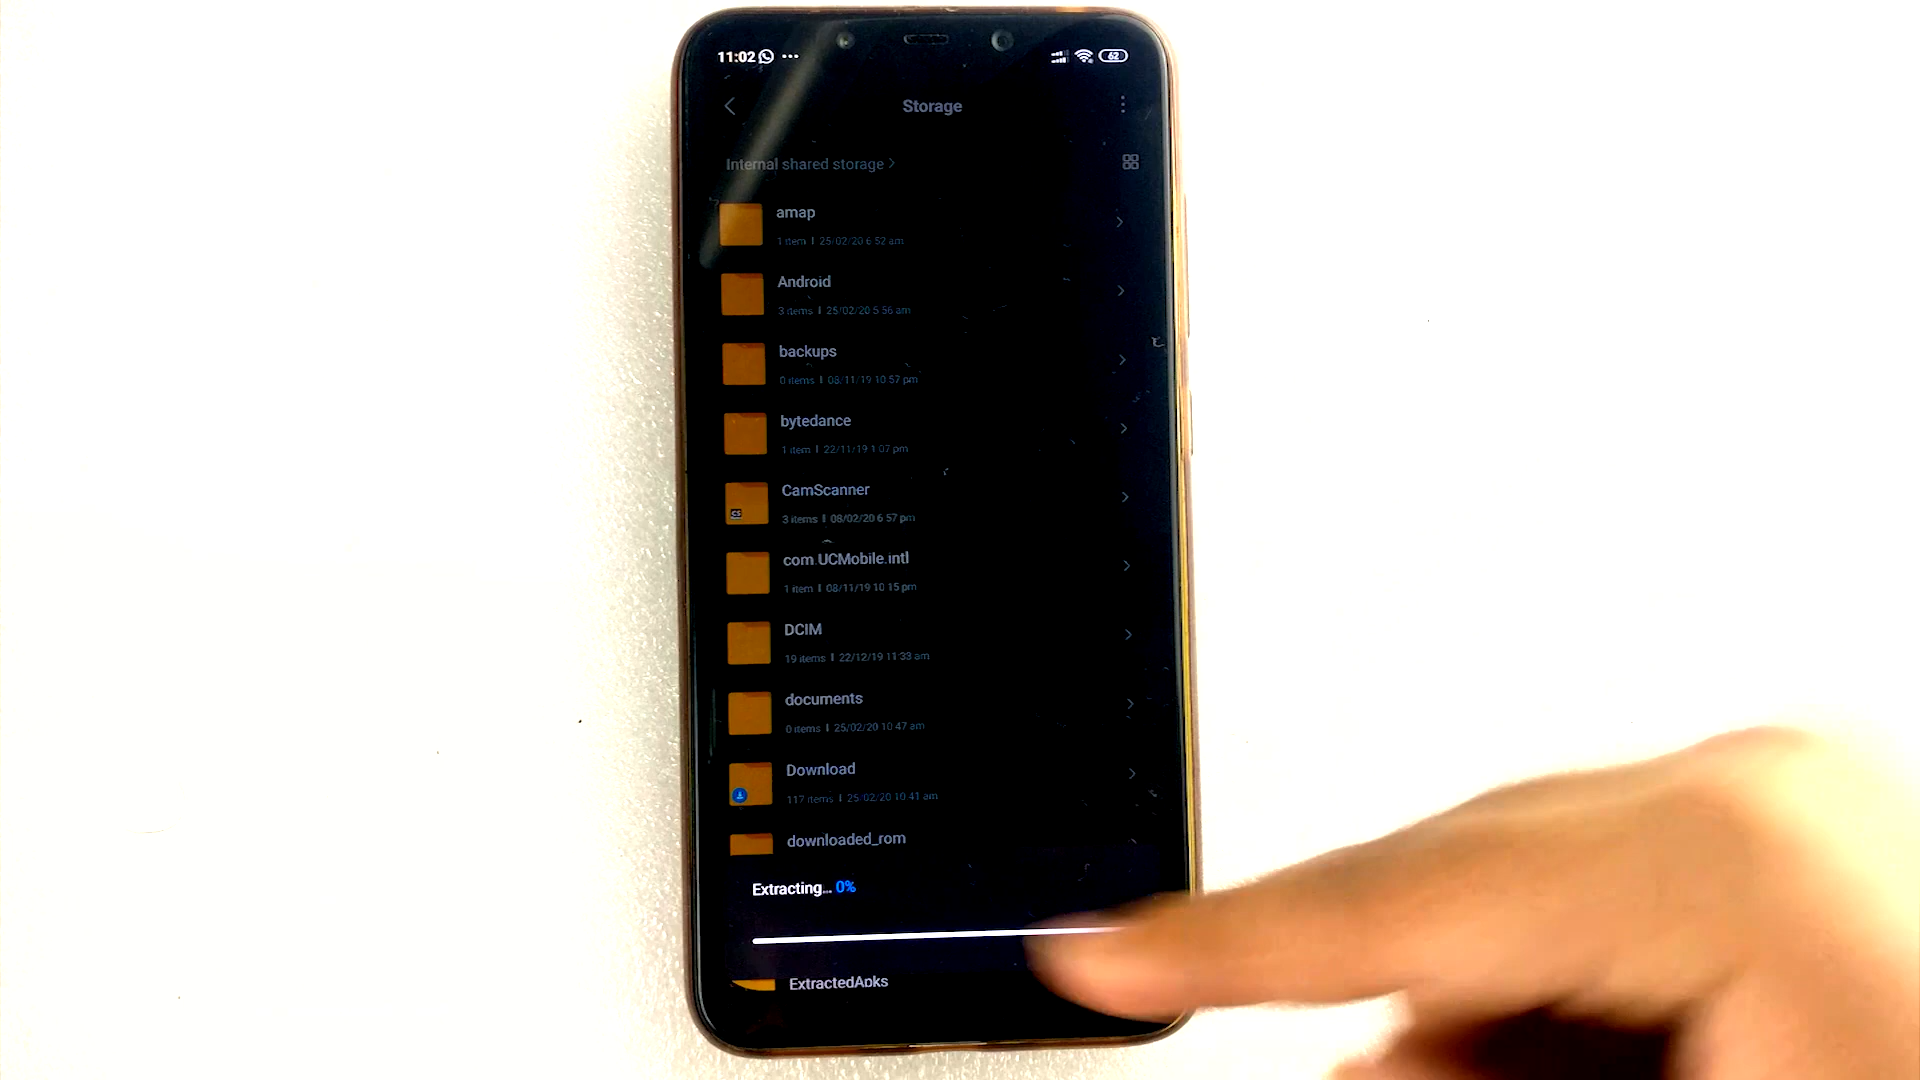 11:02 ... 62
Storage
Internal shared storage >
amap
1 item | 25/02/20 6 52 am
Android
3 items | 25/02/20 5 56 am
backups
0 items | 08/11/19 10 57 pm
bytedance
1 item | 22/11/19 1 07 pm
CamScanner
CS
3 items | 08/02/20 6 57 pm
com.UCMobile.intl
1 item | 08/11/19 10 15 pm
DCIM
19 items | 22/12/19 11 33 am
documents
0 items | 25/02/20 10 47 am
Download
117 items | 25/02/20 10 41 am
downloaded_rom
Extracting... 0%
ExtractedApks